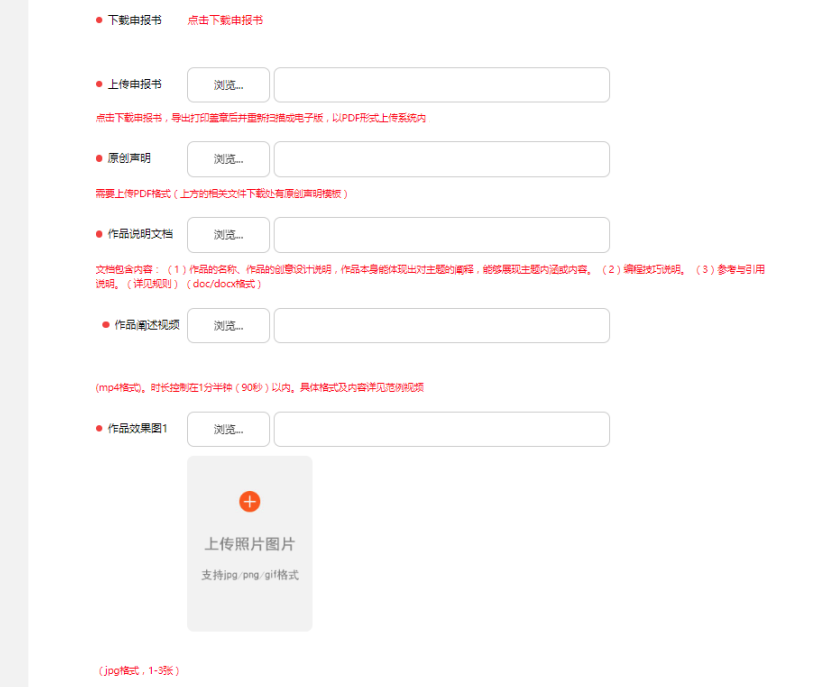 下载申报书 点击下载申报书
上传申报书 浏览...
点击下载申报书，导出打印盖章后并重新扫描成电子版，以PDF形式上传系统内
原创声明 浏览...
需要上传PDF格式（上方的相关文件下载处有原创声明模板）
作品说明文档 浏览...
文档包含内容：（1）作品的名称、作品的创意设计说明，作品本身能体现出对主题的阐释，能够展现主题内涵或内容。（2）编程技巧说明。（3）参考与引用
说明。（详见规则）（doc/docx格式）
作品阐述视频 浏览...
(mp4格式)。时长控制在1分半钟（90秒）以内。具体格式及内容详见范例视频
作品效果图1 浏览...
上传照片图片
支持jpg/png/gif格式
（jpg格式，1-3张）